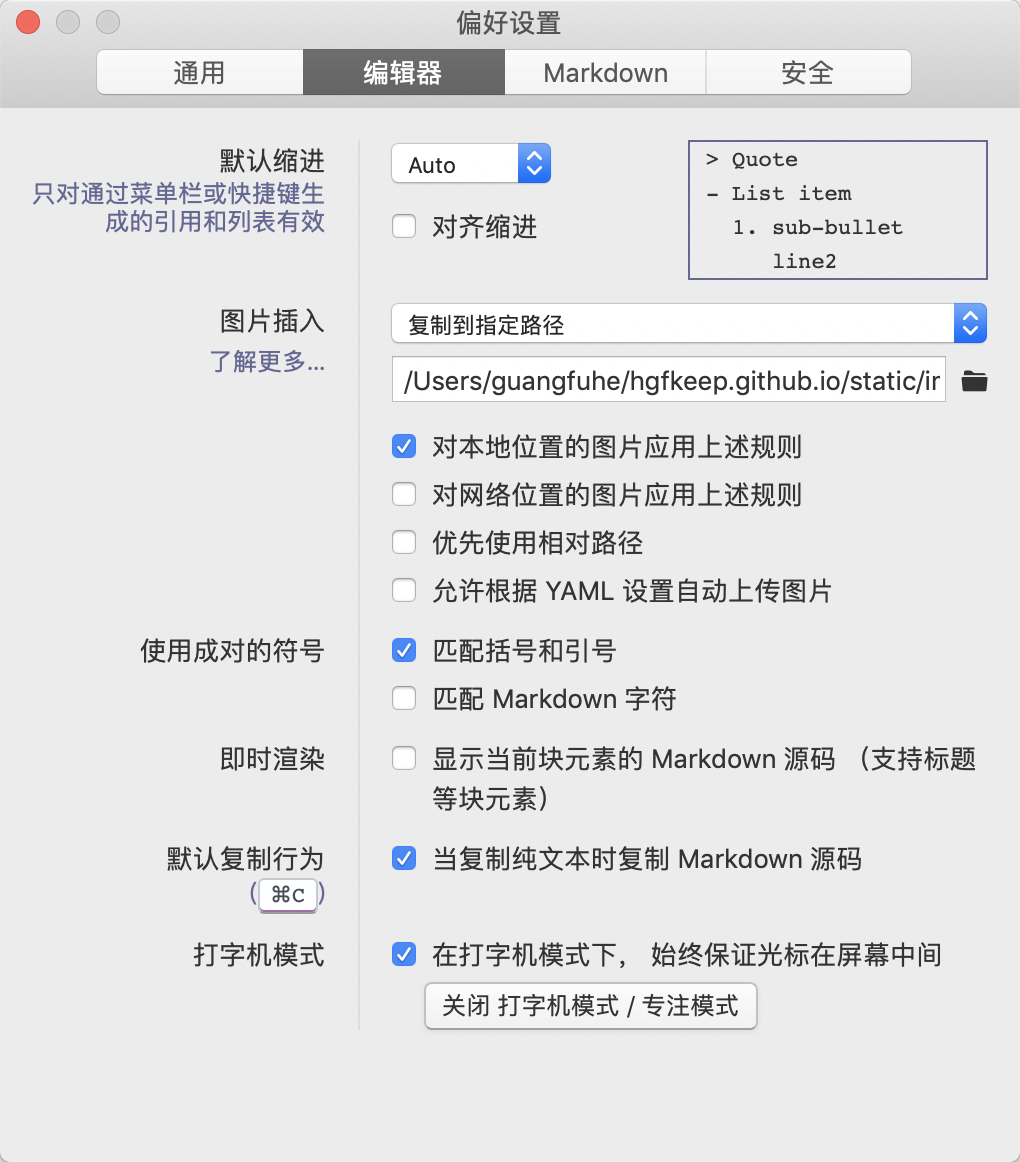 偏好设置
通用
编辑器
Markdown
安全
默认缩进
只对通过菜单栏或快捷键生
成的引用和列表有效
Auto
对齐缩进
> Quote
- List item
1. sub-bullet
line2
图片插入
了解更多...
复制到指定路径
/Users/guangfuhe/hgfkeep.github.io/static/ir
对本地位置的图片应用上述规则
对网络位置的图片应用上述规则
优先使用相对路径
允许根据 YAML 设置自动上传图片
使用成对的符号
匹配括号和引号
匹配 Markdown 字符
即时渲染
显示当前块元素的 Markdown 源码 （支持标题
等块元素）
默认复制行为
(⌘C)
当复制纯文本时复制 Markdown 源码
打字机模式
在打字机模式下， 始终保证光标在屏幕中间
关闭 打字机模式 / 专注模式